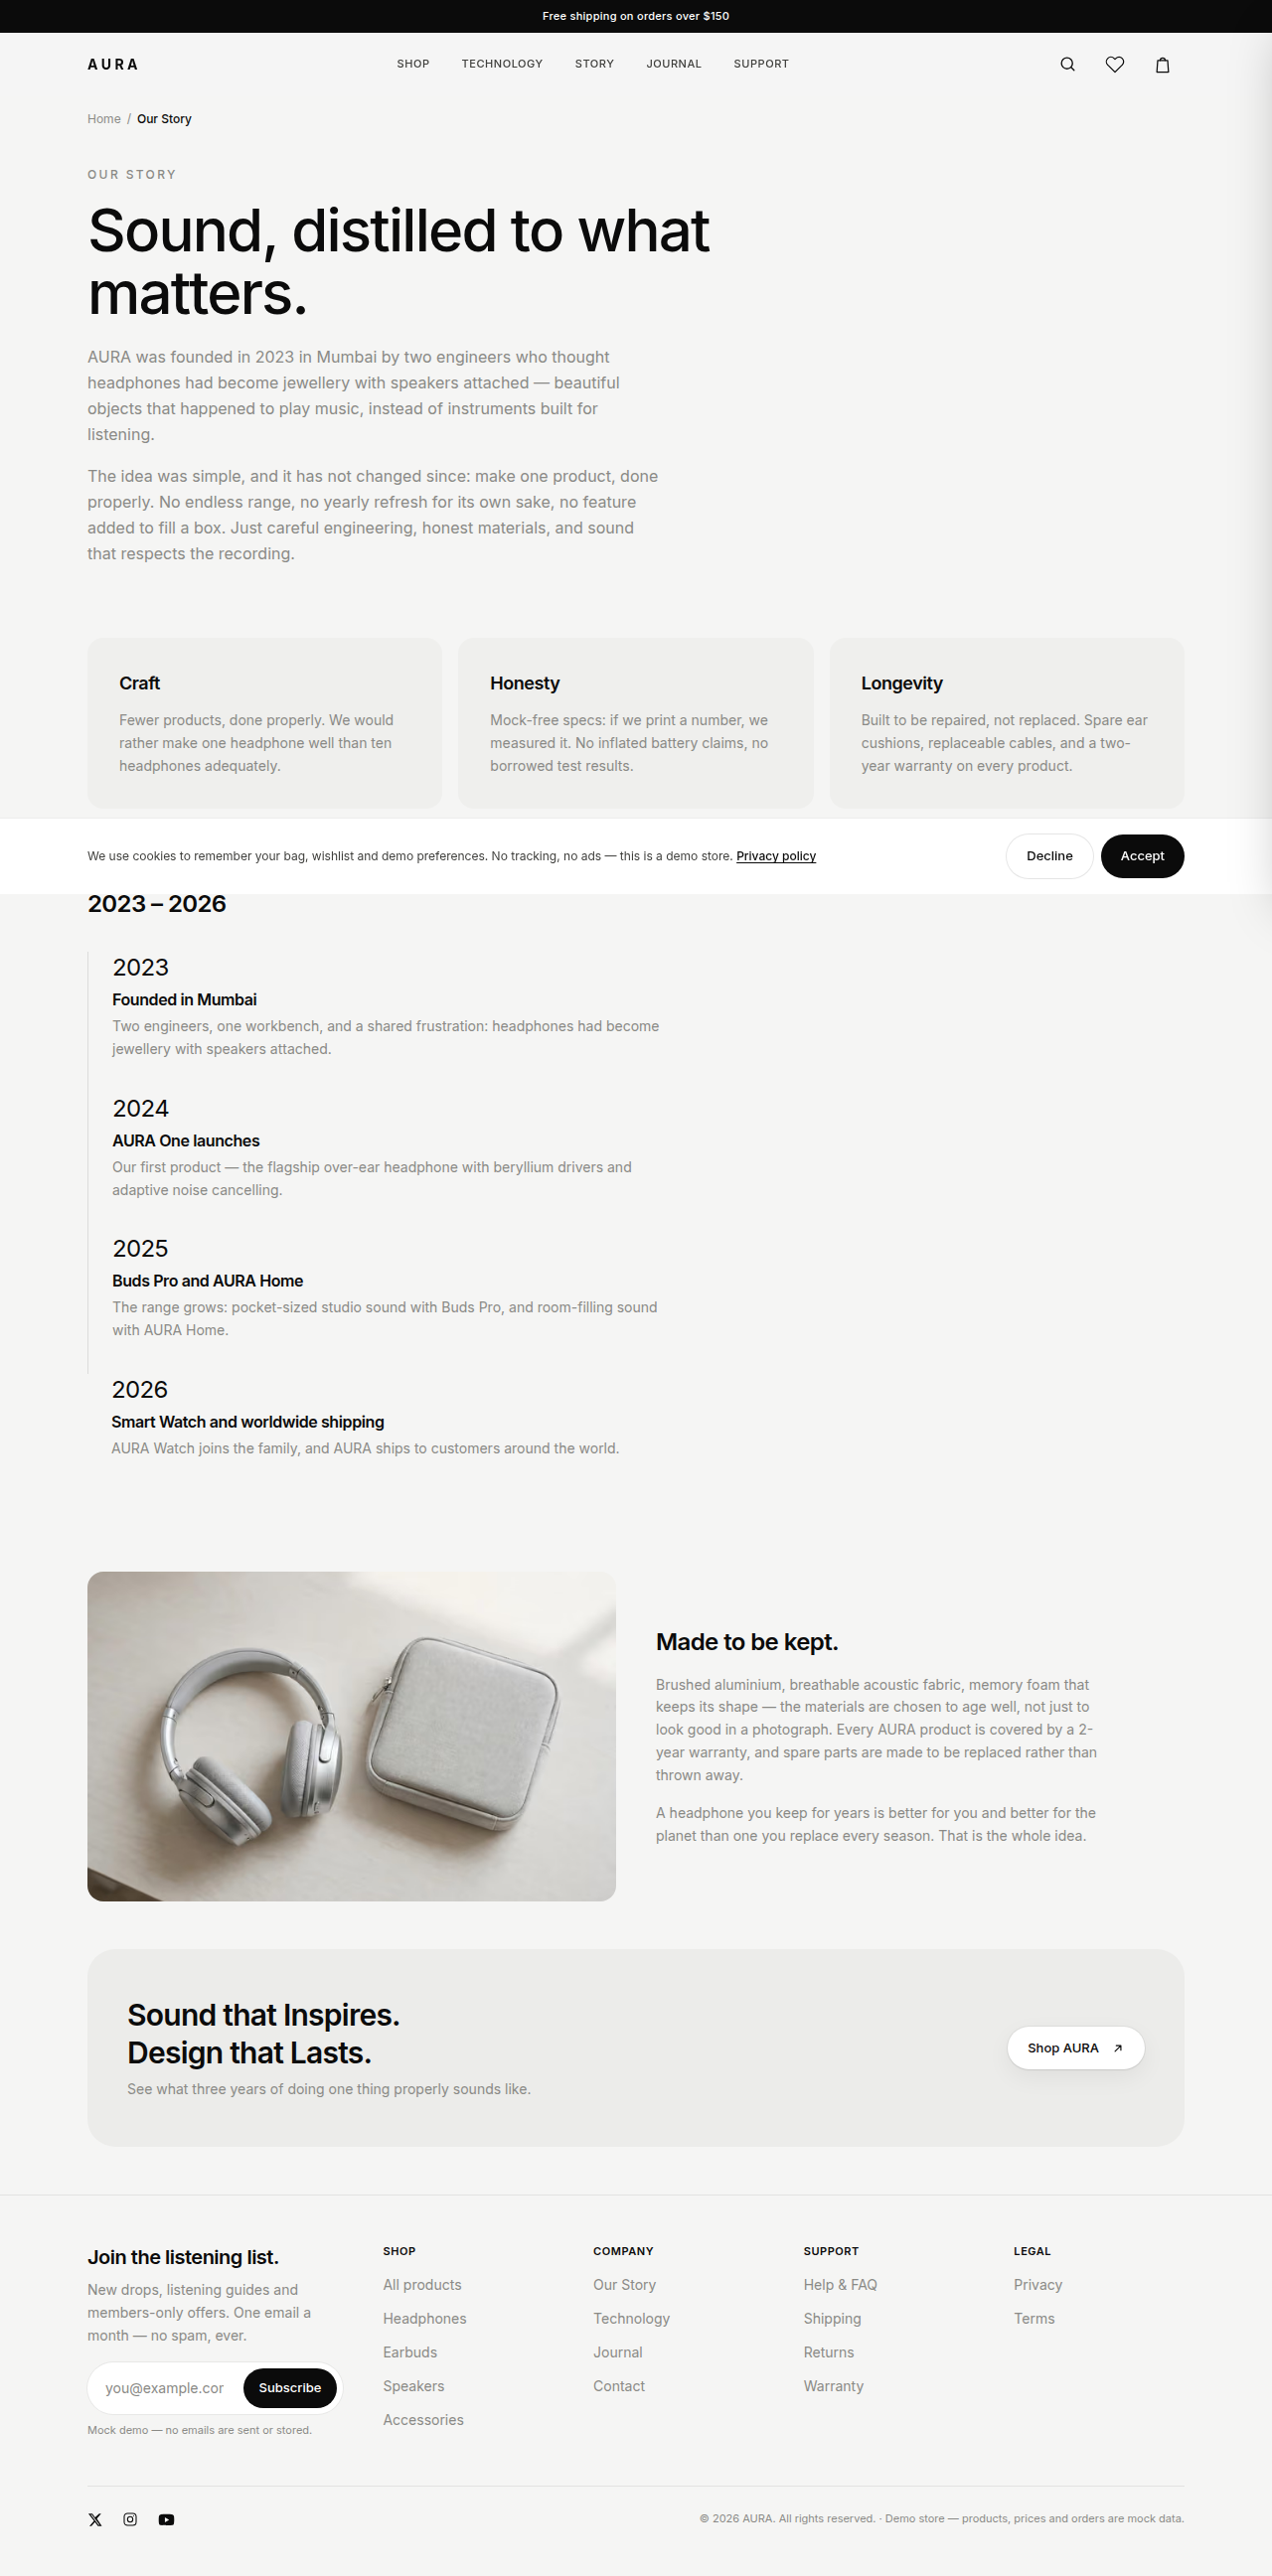 Free shipping on orders over $150
AURA
SHOP TECHNOLOGY STORY JOURNAL SUPPORT
Home / Our Story
OUR STORY
Sound, distilled to what
matters.
AURA was founded in 2023 in Mumbai by two engineers who thought
headphones had become jewellery with speakers attached — beautiful
objects that happened to play music, instead of instruments built for
listening.
The idea was simple, and it has not changed since: make one product, done
properly. No endless range, no yearly refresh for its own sake, no feature
added to fill a box. Just careful engineering, honest materials, and sound
that respects the recording.
Craft
Fewer products, done properly. We would
rather make one headphone well than ten
headphones adequately.
Honesty
Mock-free specs: if we print a number, we
measured it. No inflated battery claims, no
borrowed test results.
Longevity
Built to be repaired, not replaced. Spare ear
cushions, replaceable cables, and a two-
year warranty on every product.
We use cookies to remember your bag, wishlist and demo preferences. No tracking, no ads — this is a demo store. Privacy policy
Decline
Accept
2023 – 2026
2023
Founded in Mumbai
Two engineers, one workbench, and a shared frustration: headphones had become
jewellery with speakers attached.
2024
AURA One launches
Our first product — the flagship over-ear headphone with beryllium drivers and
adaptive noise cancelling.
2025
Buds Pro and AURA Home
The range grows: pocket-sized studio sound with Buds Pro, and room-filling sound
with AURA Home.
2026
Smart Watch and worldwide shipping
AURA Watch joins the family, and AURA ships to customers around the world.
Made to be kept.
Brushed aluminium, breathable acoustic fabric, memory foam that
keeps its shape — the materials are chosen to age well, not just to
look good in a photograph. Every AURA product is covered by a 2-
year warranty, and spare parts are made to be replaced rather than
thrown away.
A headphone you keep for years is better for you and better for the
planet than one you replace every season. That is the whole idea.
Sound that Inspires.
Design that Lasts.
See what three years of doing one thing properly sounds like.
Shop AURA
Join the listening list.
New drops, listening guides and
members-only offers. One email a
month — no spam, ever.
you@example.cor
Subscribe
Mock demo — no emails are sent or stored.
SHOP
All products
Headphones
Earbuds
Speakers
Accessories
COMPANY
Our Story
Technology
Journal
Contact
SUPPORT
Help & FAQ
Shipping
Returns
Warranty
LEGAL
Privacy
Terms
© 2026 AURA. All rights reserved. · Demo store — products, prices and orders are mock data.